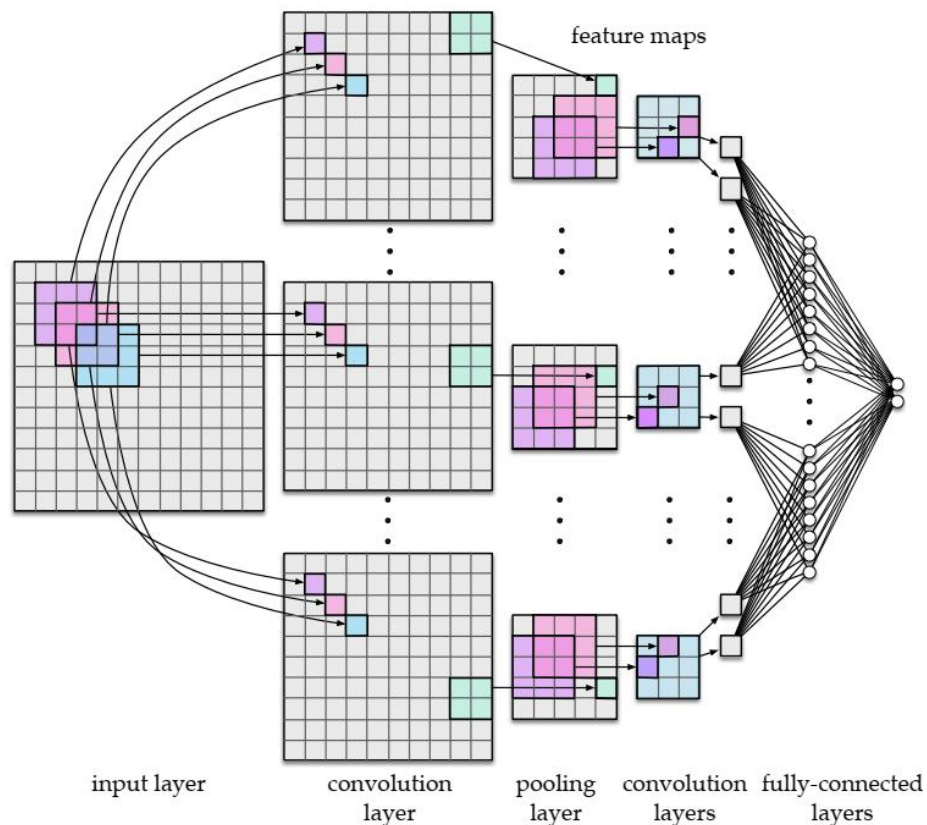 feature maps
input layer
convolution
layer
pooling
layer
convolution
layers
fully-connected
layers